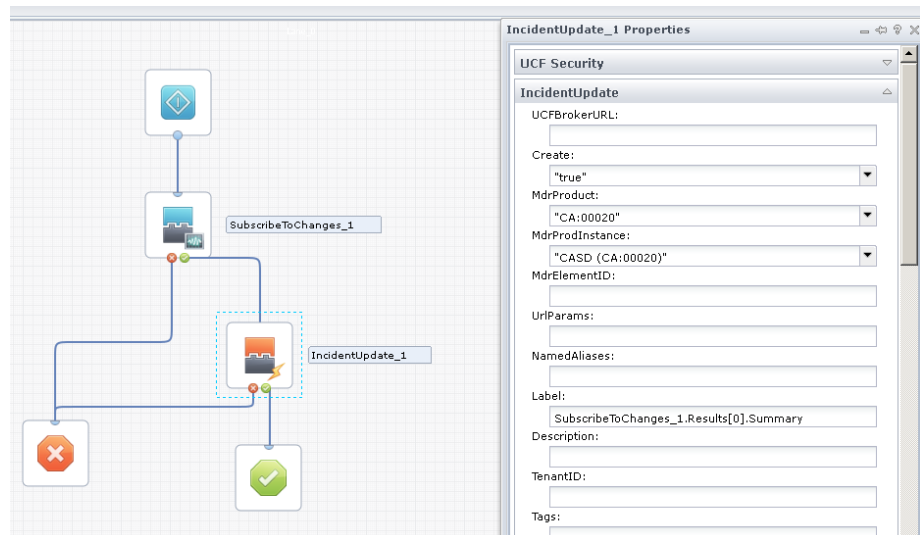 IncidentUpdate_1 Properties
UCF Security
IncidentUpdate
UCFBrokerURL:
Create:
"true"
MdrProduct:
"CA:00020"
MdrProdInstance:
"CASD (CA:00020)"
MdrElementID:
UrlParams:
NamedAliases:
Label:
SubscribeToChanges_1.Results[0].Summary
Description:
TenantID:
Tags:
SubscribeToChanges_1
IncidentUpdate_1